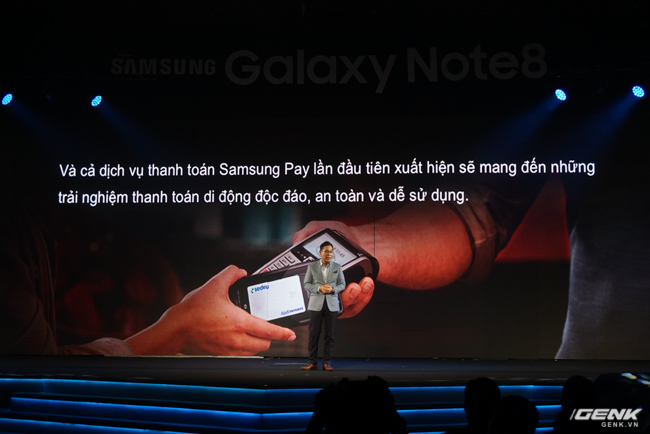 SAMSUNG Galaxy Note8
Và cả dịch vụ thanh toán Samsung Pay lần đầu tiên xuất hiện sẽ mang đến những
trải nghiệm thanh toán di động độc đáo, an toàn và dễ sử dụng.
GENK
GENK.VN